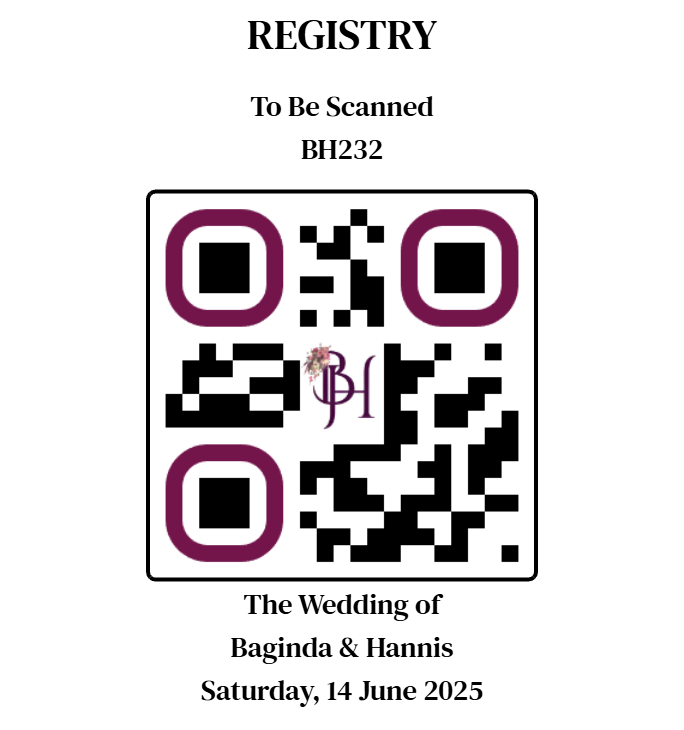 REGISTRY
To Be Scanned
BH232
BH
The Wedding of
Baginda & Hannis
Saturday, 14 June 2025